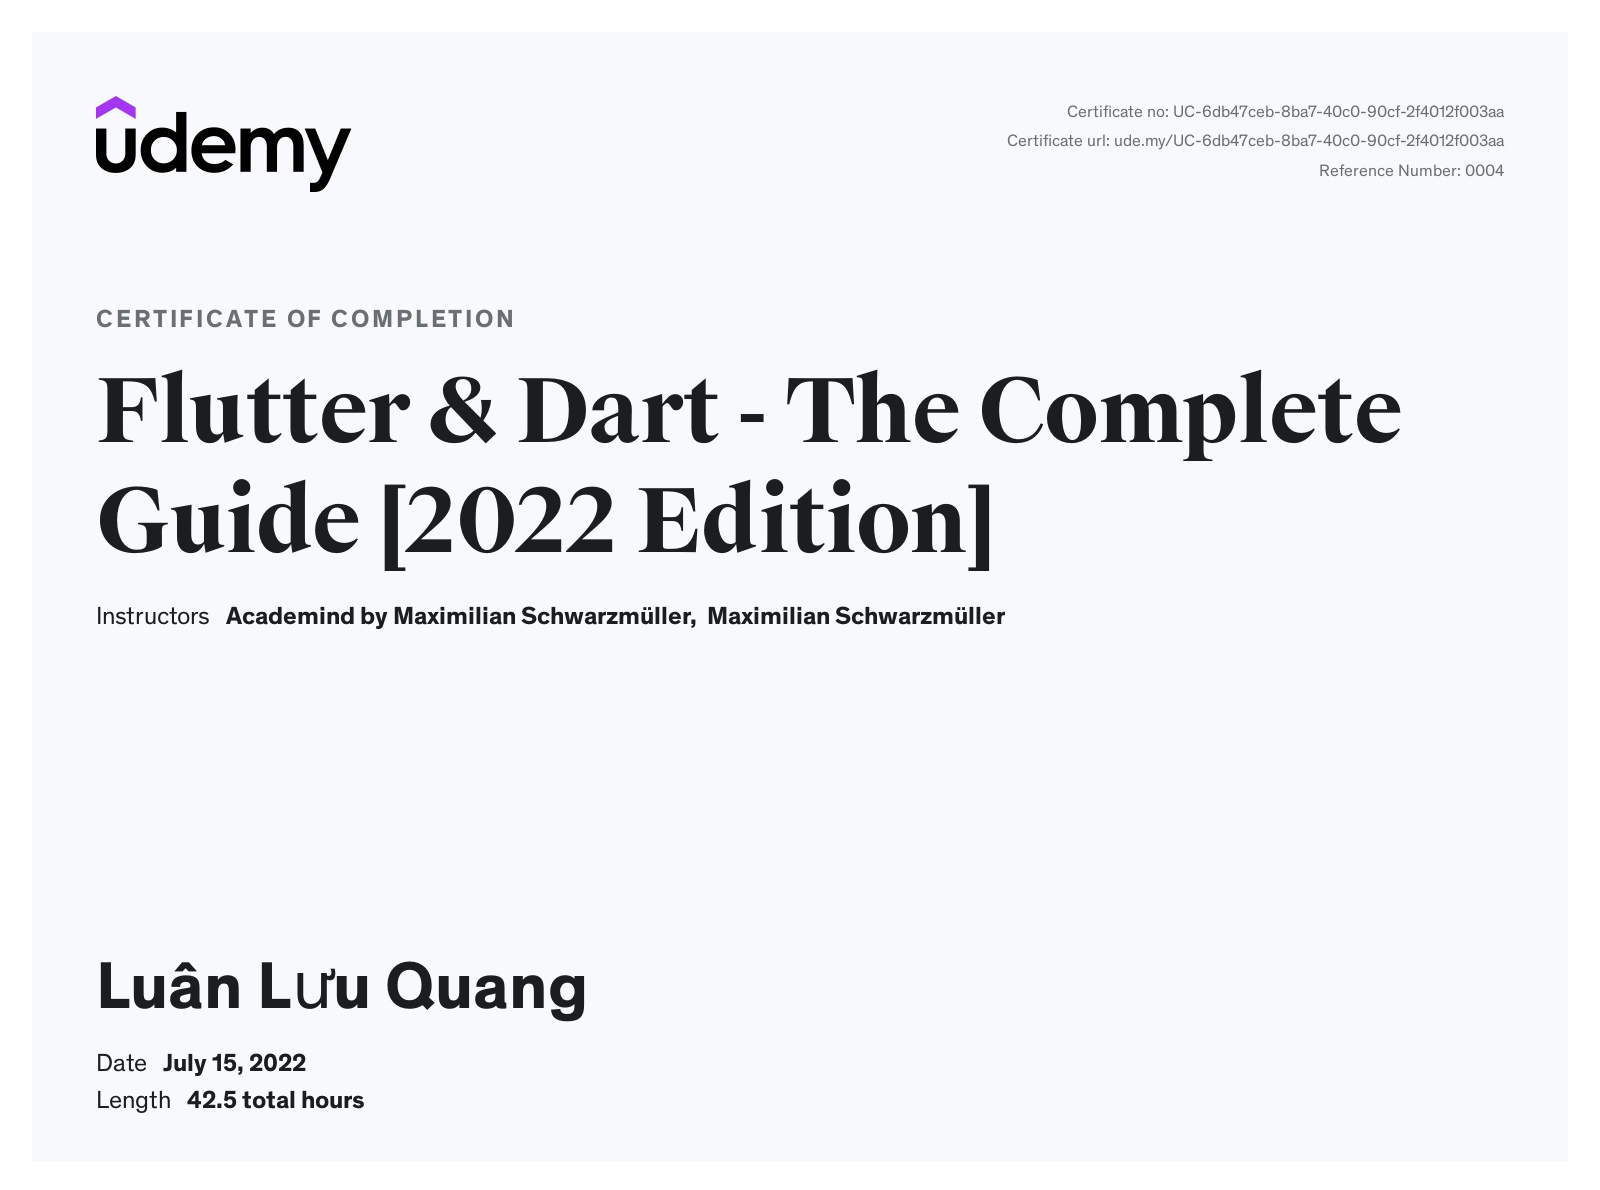 udemy
Certificate no: UC-6db47ceb-8ba7-40c0-90cf-2f4012f003aa
Certificate url: ude.my/UC-6db47ceb-8ba7-40c0-90cf-2f4012f003aa
Reference Number: 0004
CERTIFICATE OF COMPLETION
Flutter & Dart - The Complete
Guide [2022 Edition]
Instructors Academind by Maximilian Schwarzmüller, Maximilian Schwarzmüller
Luân Lưu Quang
Date July 15, 2022
Length 42.5 total hours